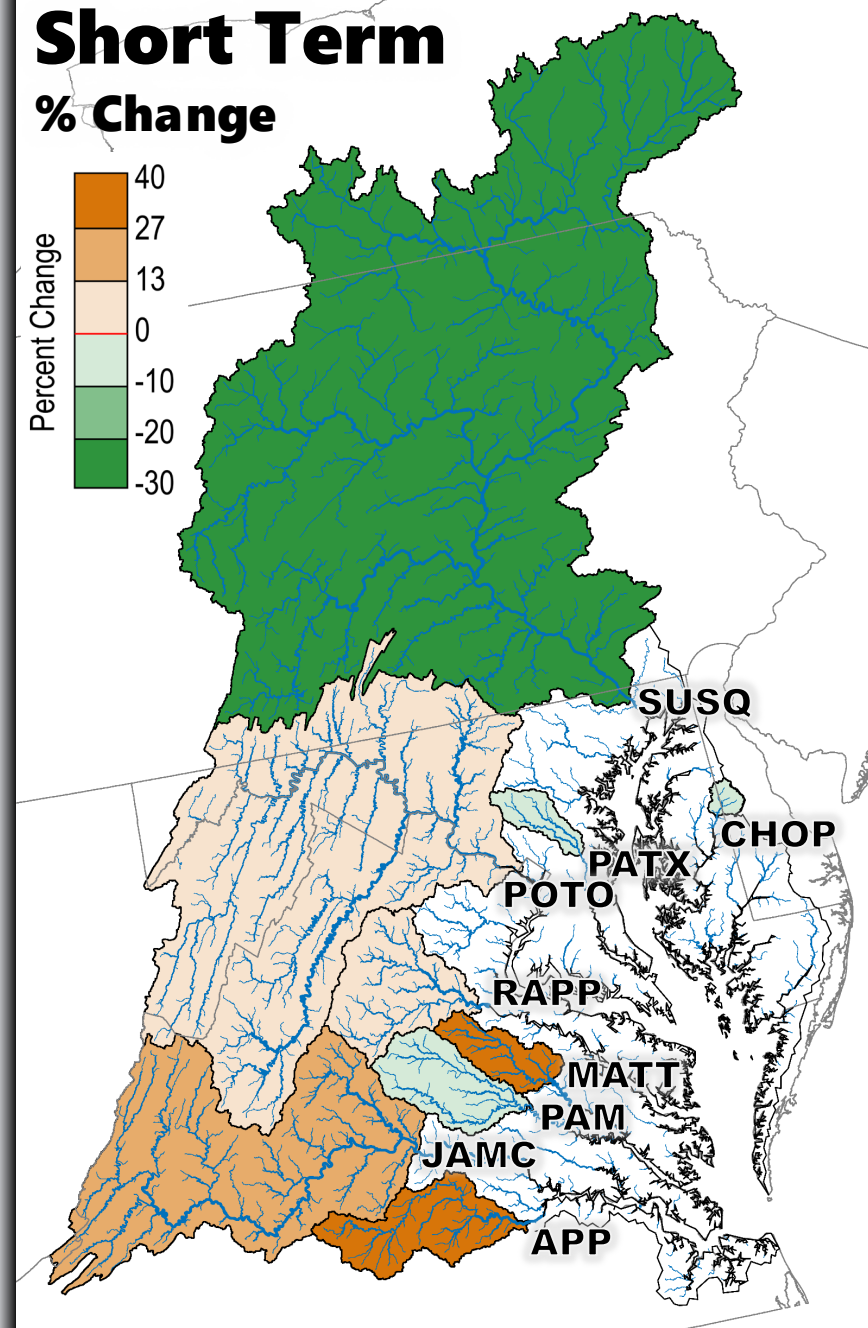 Short Term
% Change
Percent Change
40
27
13
0
-10
-20
-30
SUSQ
CHOP
PATX
POTO
RAPP
MATT
PAM
JAMC
APP